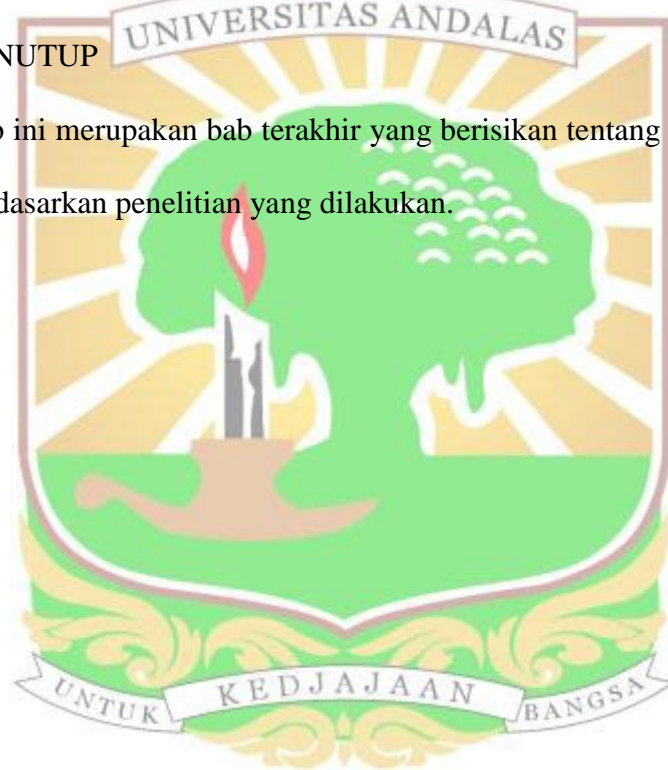 UNIVERSITAS ANDALAS
NUTUP
ini merupakan bab terakhir yang berisikan tentang
dasarkan penelitian yang dilakukan.
UNTUK KEDJAJAAN BANGSA